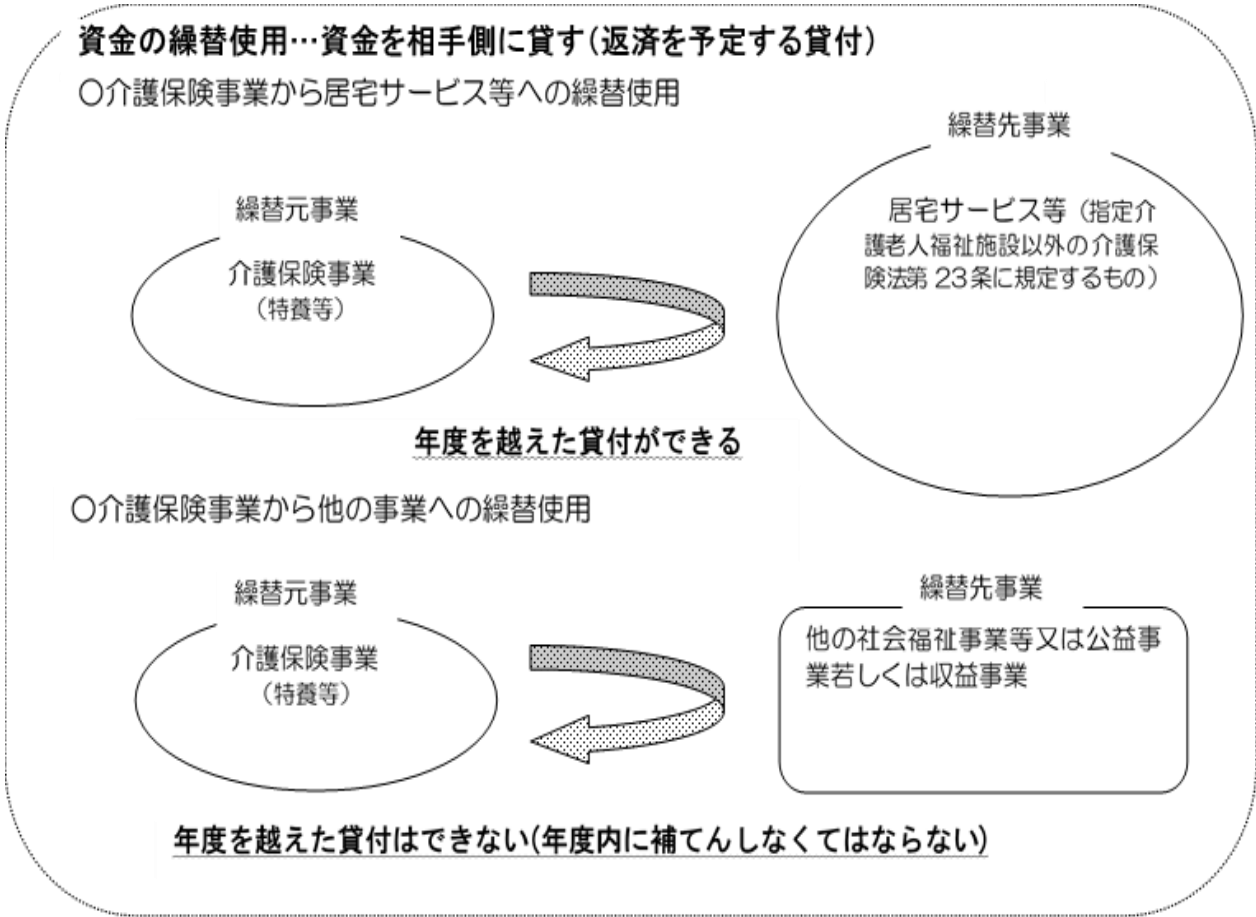 資金の繰替使用…資金を相手側に貸す（返済を予定する貸付）
〇介護保険事業から居宅サービス等への繰替使用
繰替先事業
繰替元事業
居宅サービス等（指定介
護老人福祉施設以外の介護保
険法第23条に規定するもの）
介護保険事業
（特養等）
年度を越えた貸付ができる
〇介護保険事業から他の事業への繰替使用
繰替元事業
繰替先事業
介護保険事業
（特養等）
他の社会福祉事業等又は公益事
業若しくは収益事業
年度を越えた貸付はできない(年度内に補てんしなくてはならない)